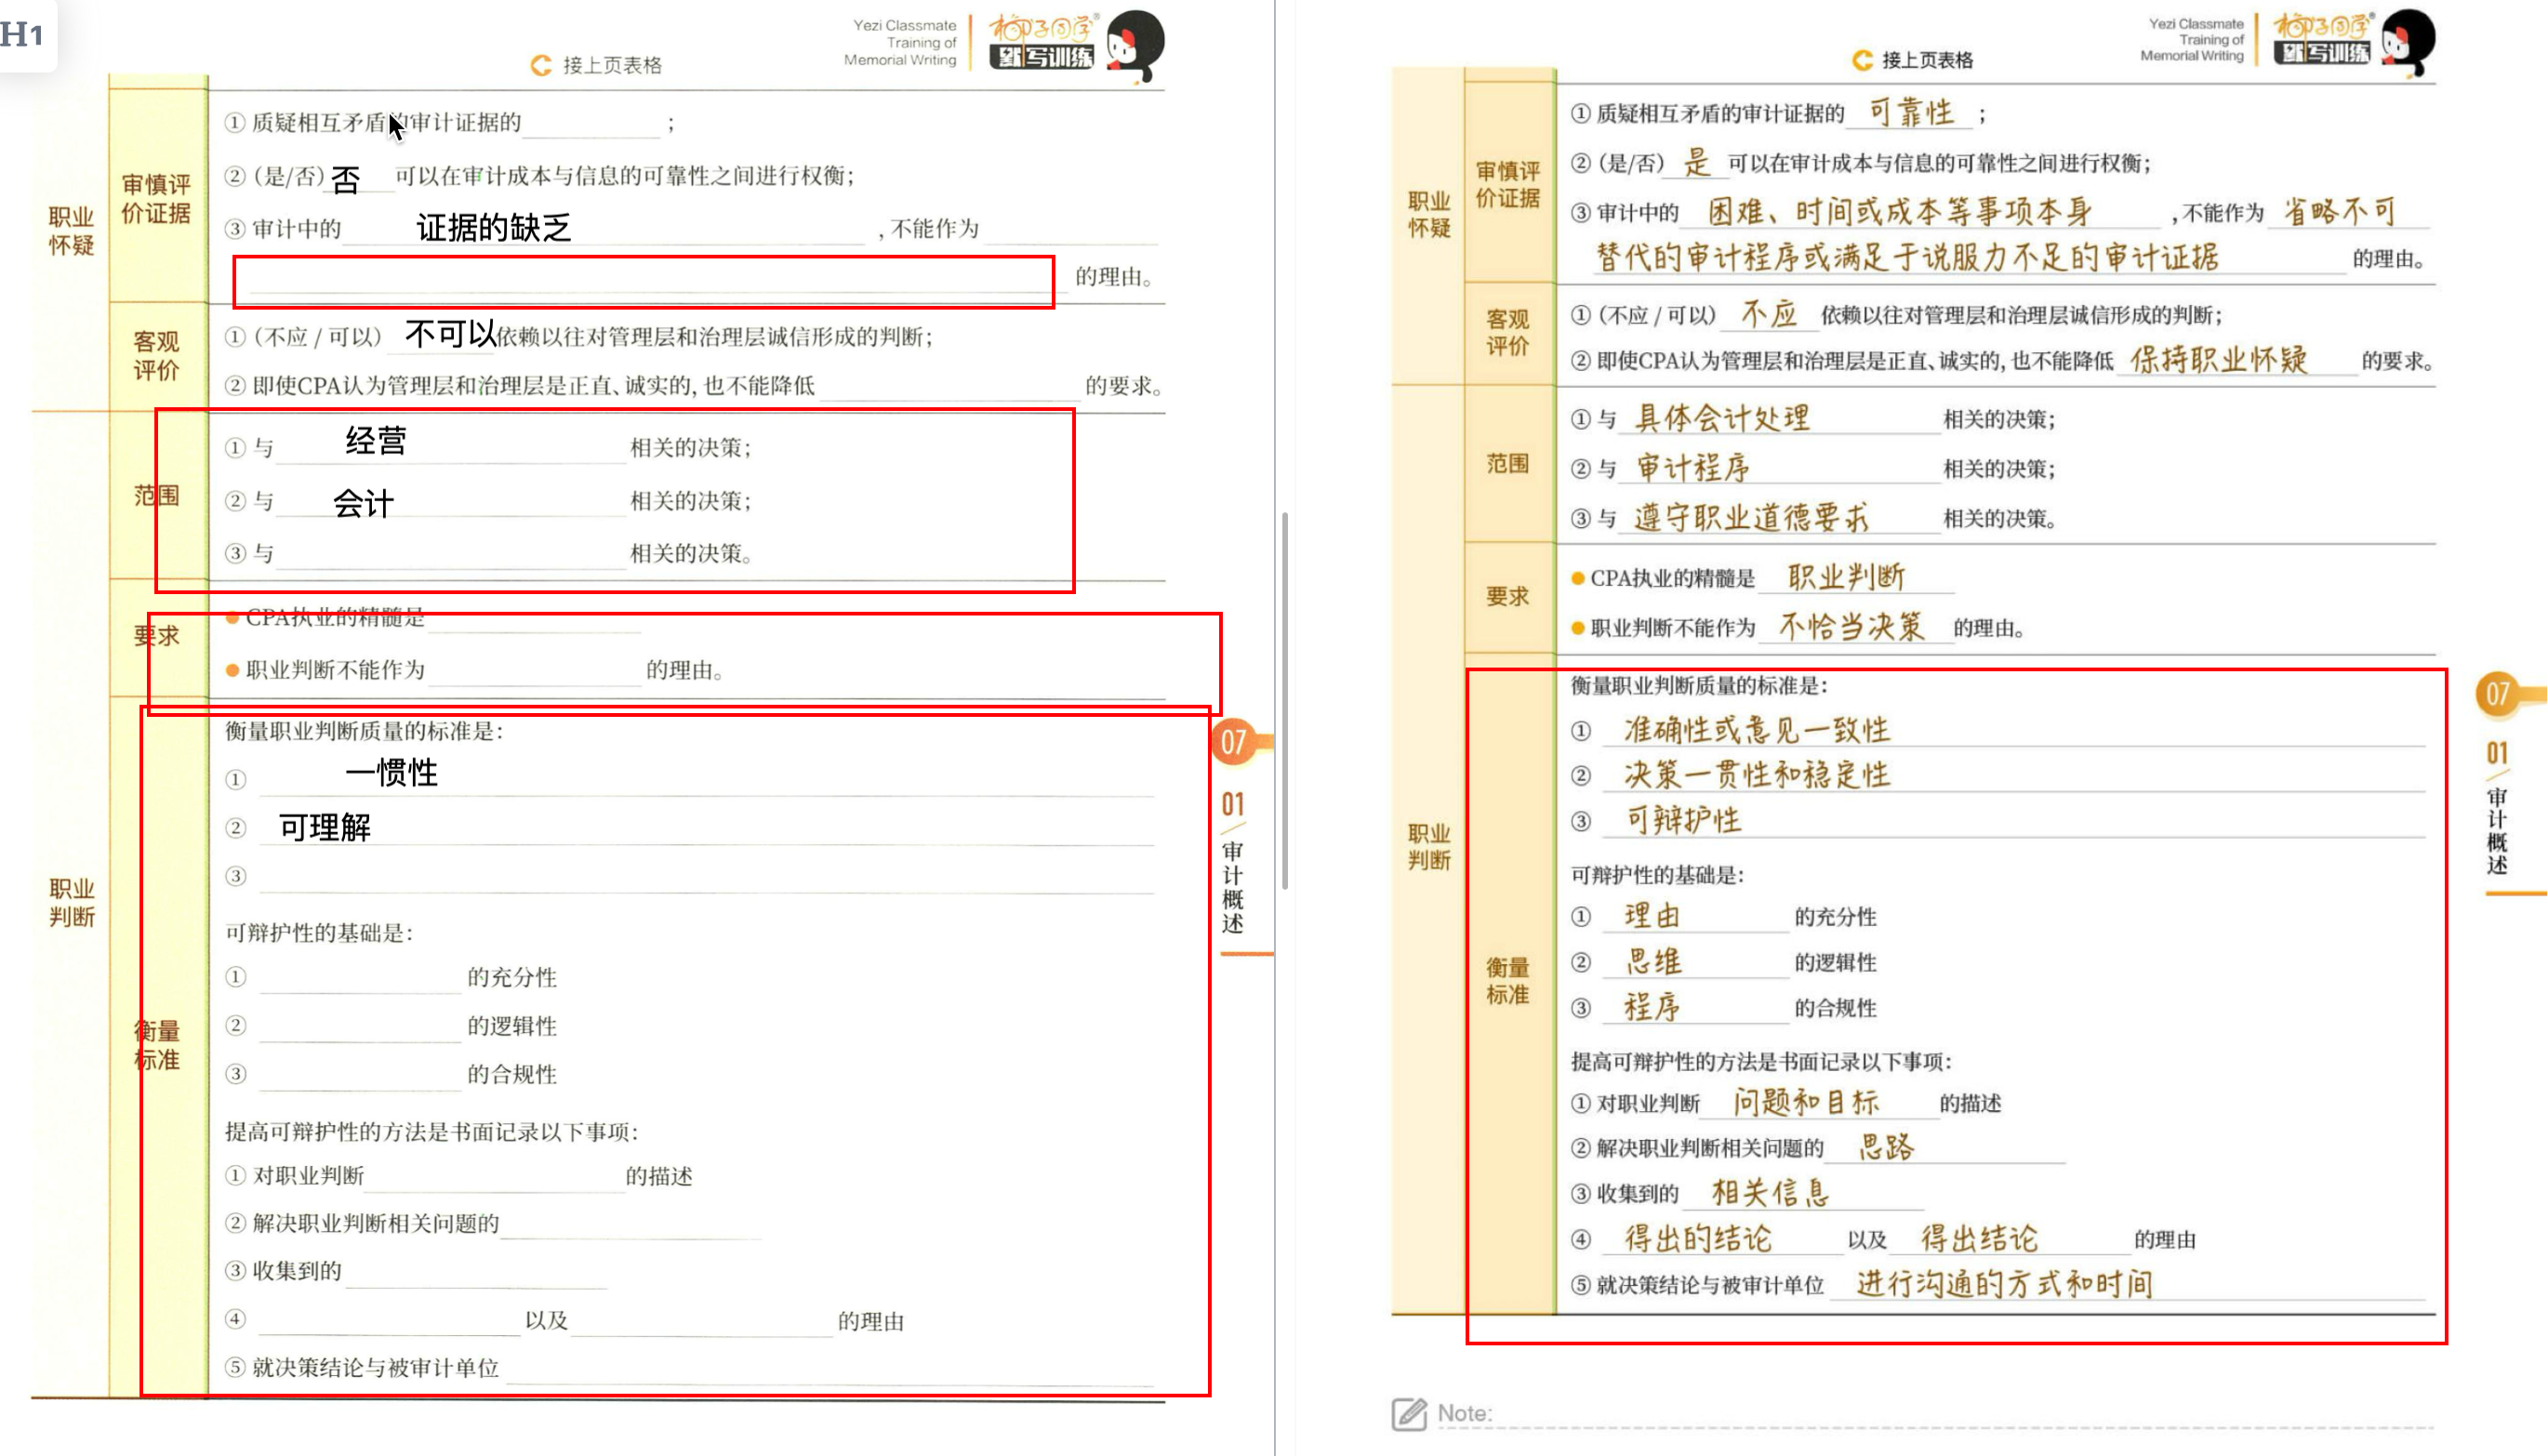 H1
Yezi Classmate
Training of
Memorial Writing
柚子同学®
默写训练
接上页表格
职业
怀疑
审慎评
价证据
① 质疑相互矛盾的审计证据的 ；
② (是/否) 否 可以在审计成本与信息的可靠性之间进行权衡；
③ 审计中的 证据的缺乏 ，不能作为
的理由。
客观
评价
① (不应 / 可以) 不可以 依赖以往对管理层和治理层诚信形成的判断；
② 即使CPA认为管理层和治理层是正直、诚实的，也不能降低 的要求。
职业
判断
范围
① 与 经营 相关的决策；
② 与 会计 相关的决策；
③ 与 相关的决策。
要求
CPA执业的精髓是
职业判断不能作为 的理由。
衡量
标准
衡量职业判断质量的标准是：
① 一惯性
② 可理解
③
可辩护性的基础是：
① 的充分性
② 的逻辑性
③ 的合规性
提高可辩护性的方法是书面记录以下事项：
① 对职业判断 的描述
② 解决职业判断相关问题的
③ 收集到的
④ 以及 的理由
⑤ 就决策结论与被审计单位
07
01
审计概述
Yezi Classmate
Training of
Memorial Writing
柚子同学®
默写训练
接上页表格
职业
怀疑
审慎评
价证据
① 质疑相互矛盾的审计证据的 可靠性 ；
② (是/否) 是 可以在审计成本与信息的可靠性之间进行权衡；
③ 审计中的 困难、时间或成本等事项本身 ，不能作为 省略不可
替代的审计程序或满足于说服力不足的审计证据 的理由。
客观
评价
① (不应 / 可以) 不应 依赖以往对管理层和治理层诚信形成的判断；
② 即使CPA认为管理层和治理层是正直、诚实的，也不能降低 保持职业怀疑 的要求。
职业
判断
范围
① 与 具体会计处理 相关的决策；
② 与 审计程序 相关的决策；
③ 与 遵守职业道德要求 相关的决策。
要求
CPA执业的精髓是 职业判断
职业判断不能作为 不恰当决策 的理由。
衡量
标准
衡量职业判断质量的标准是：
① 准确性或意见一致性
② 决策一贯性和稳定性
③ 可辩护性
可辩护性的基础是：
① 理由 的充分性
② 思维 的逻辑性
③ 程序 的合规性
提高可辩护性的方法是书面记录以下事项：
① 对职业判断 问题和目标 的描述
② 解决职业判断相关问题的 思路
③ 收集到的 相关信息
④ 得出的结论 以及 得出结论 的理由
⑤ 就决策结论与被审计单位 进行沟通的方式和时间
07
01
审计概述
Note: